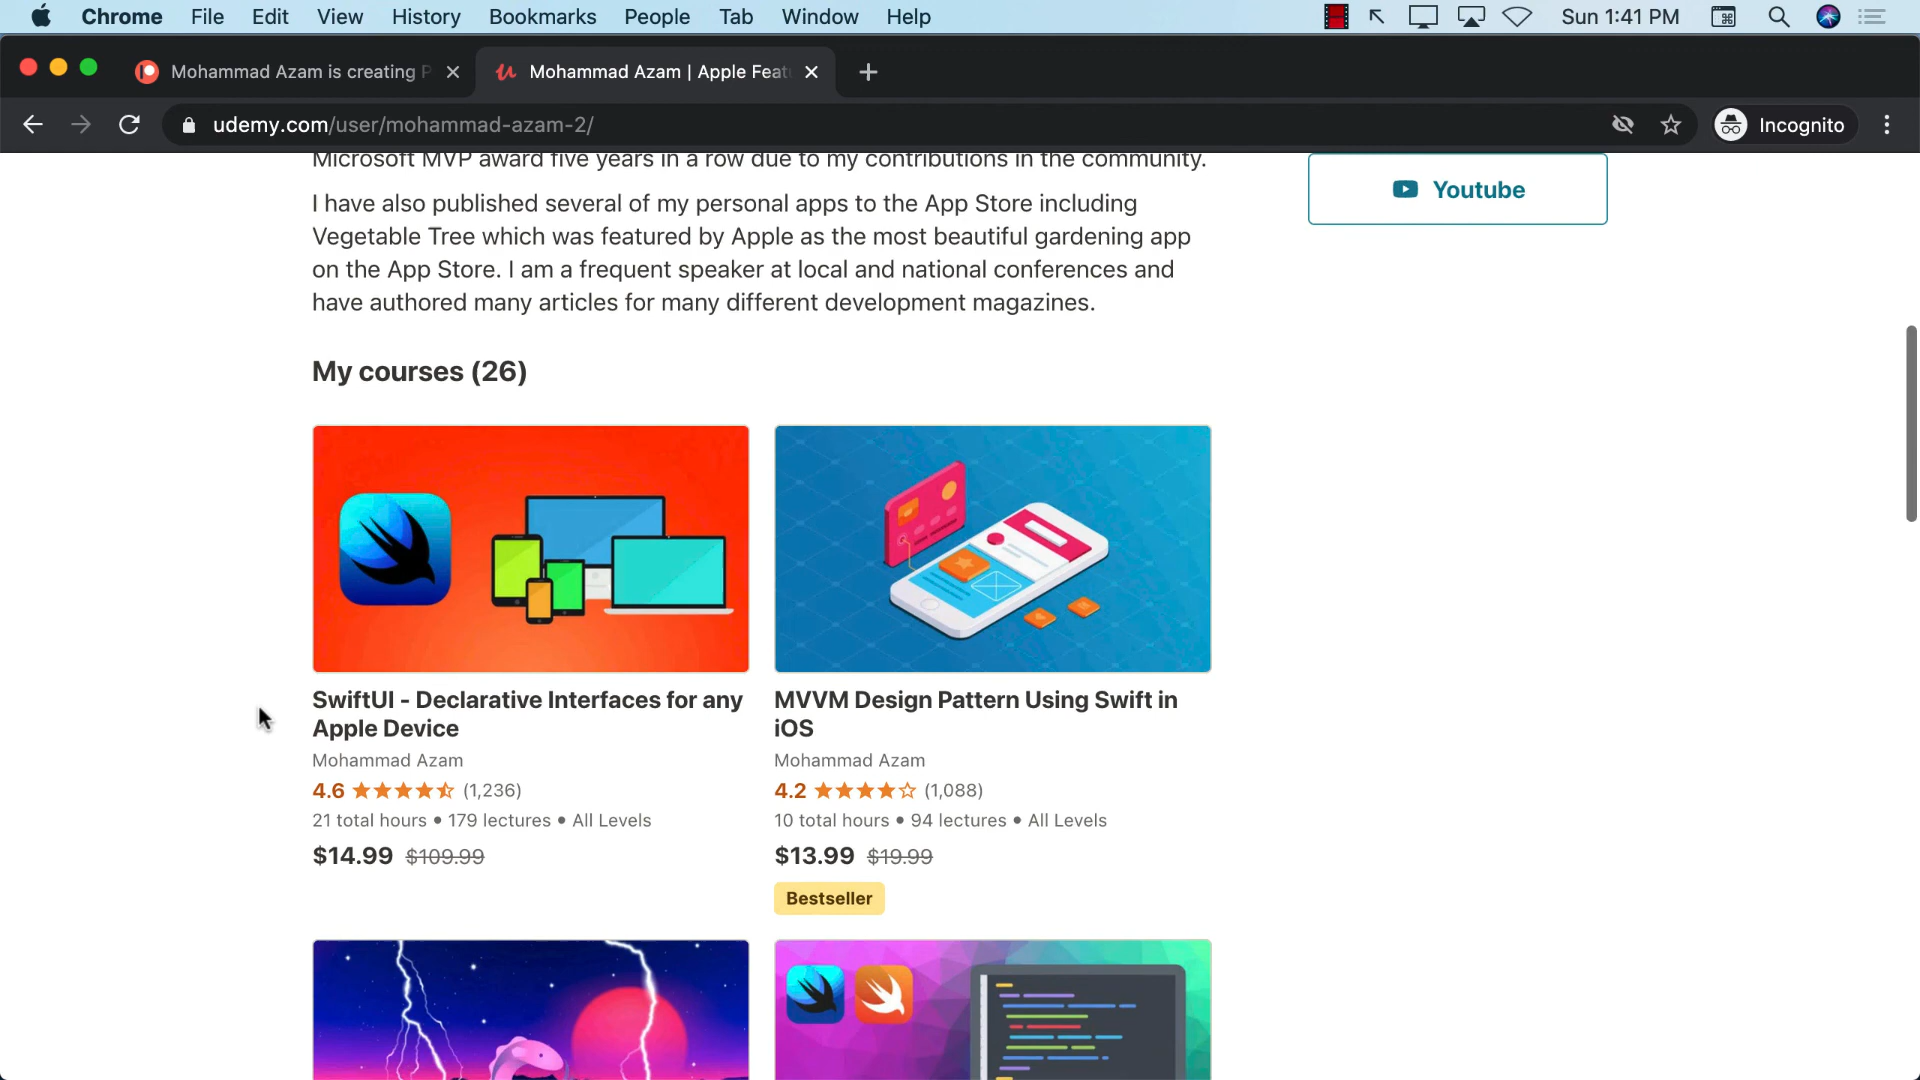 Chrome File Edit View History Bookmarks People Tab Window Help Sun 1:41 PM
Mohammad Azam is creating P
Mohammad Azam | Apple Feat
udemy.com/user/mohammad-azam-2/
Incognito
Microsoft MVP award five years in a row due to my contributions in the community.
I have also published several of my personal apps to the App Store including
Vegetable Tree which was featured by Apple as the most beautiful gardening app
on the App Store. I am a frequent speaker at local and national conferences and
have authored many articles for many different development magazines.
Youtube
My courses (26)
SwiftUI - Declarative Interfaces for any
Apple Device
Mohammad Azam
4.6 (1,236)
21 total hours • 179 lectures • All Levels
$14.99 $109.99
MVVM Design Pattern Using Swift in
iOS
Mohammad Azam
4.2 (1,088)
10 total hours • 94 lectures • All Levels
$13.99 $19.99
Bestseller